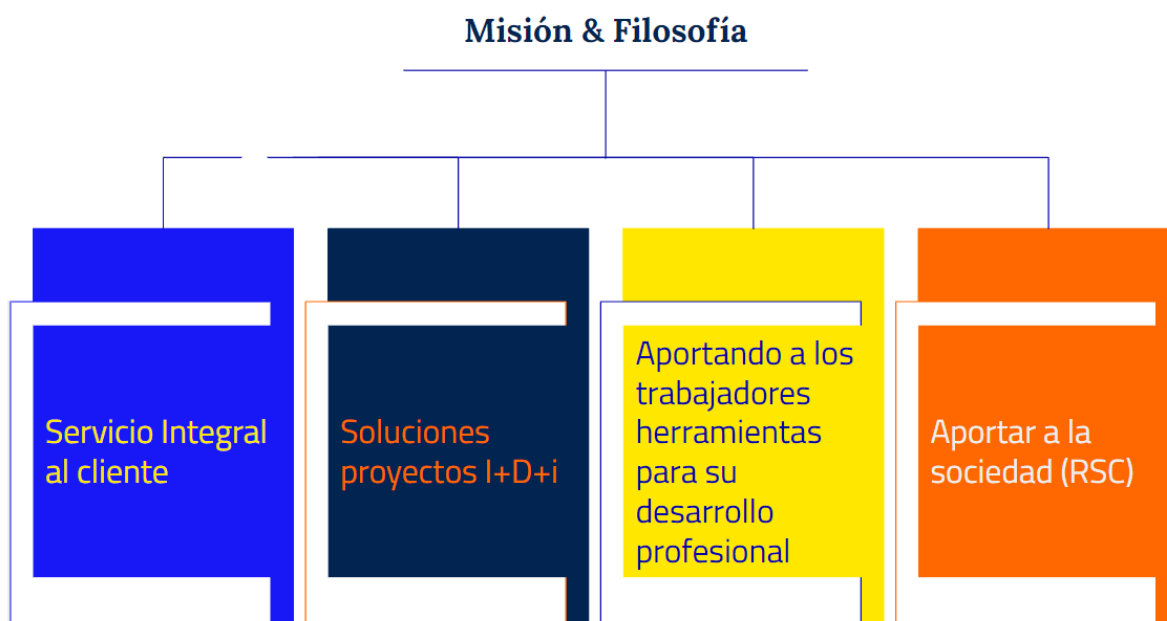 Misión & Filosofía
Servicio Integral
al cliente
Soluciones
proyectos I+D+i
Aportando a los
trabajadores
herramientas
para su
desarrollo
profesional
Aportar a la
sociedad (RSC)